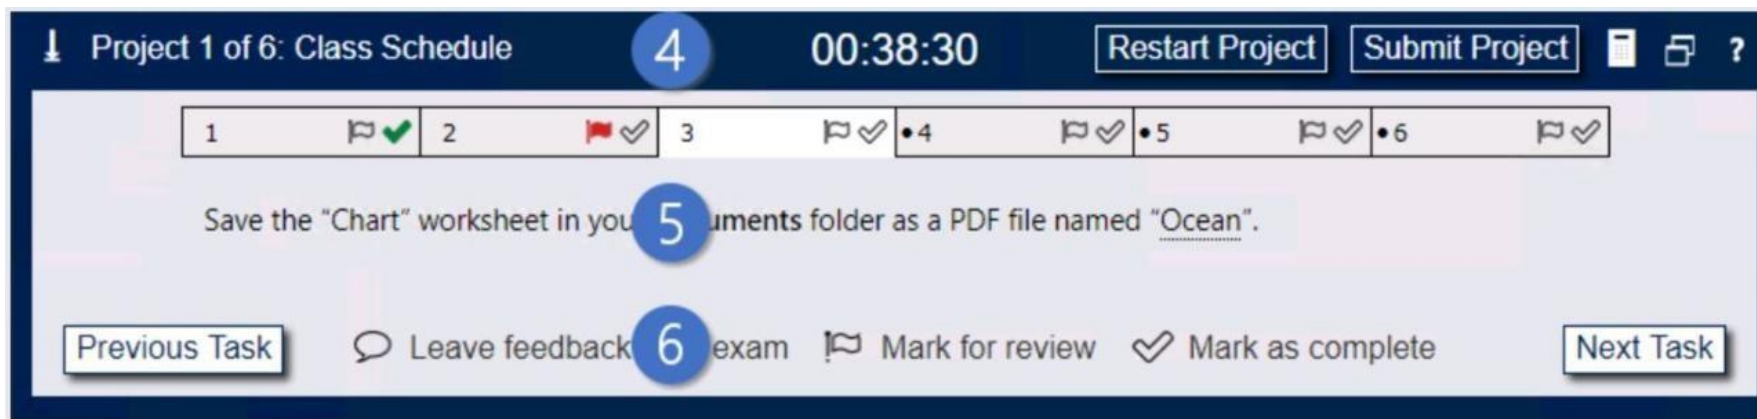 Project 1 of 6: Class Schedule 4 00:38:30 Restart Project Submit Project ?
1 2 3 •4 •5 •6
Save the “Chart” worksheet in you 5 uments folder as a PDF file named “Ocean”.
Previous Task Leave feedback 6 exam Mark for review Mark as complete Next Task